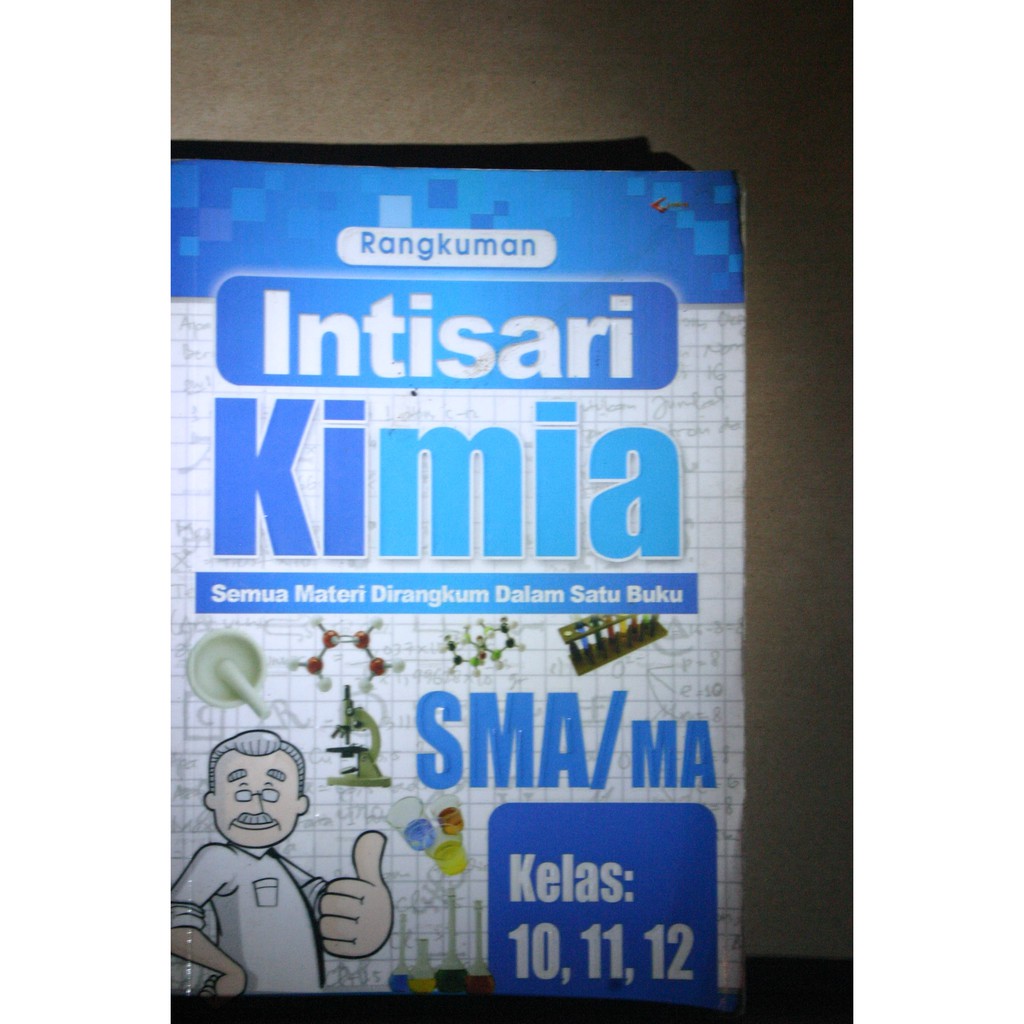 Rangkuman
Intisari
Kimia
Semua Materi Dirangkum Dalam Satu Buku
SMA/MA
Kelas:
10, 11, 12